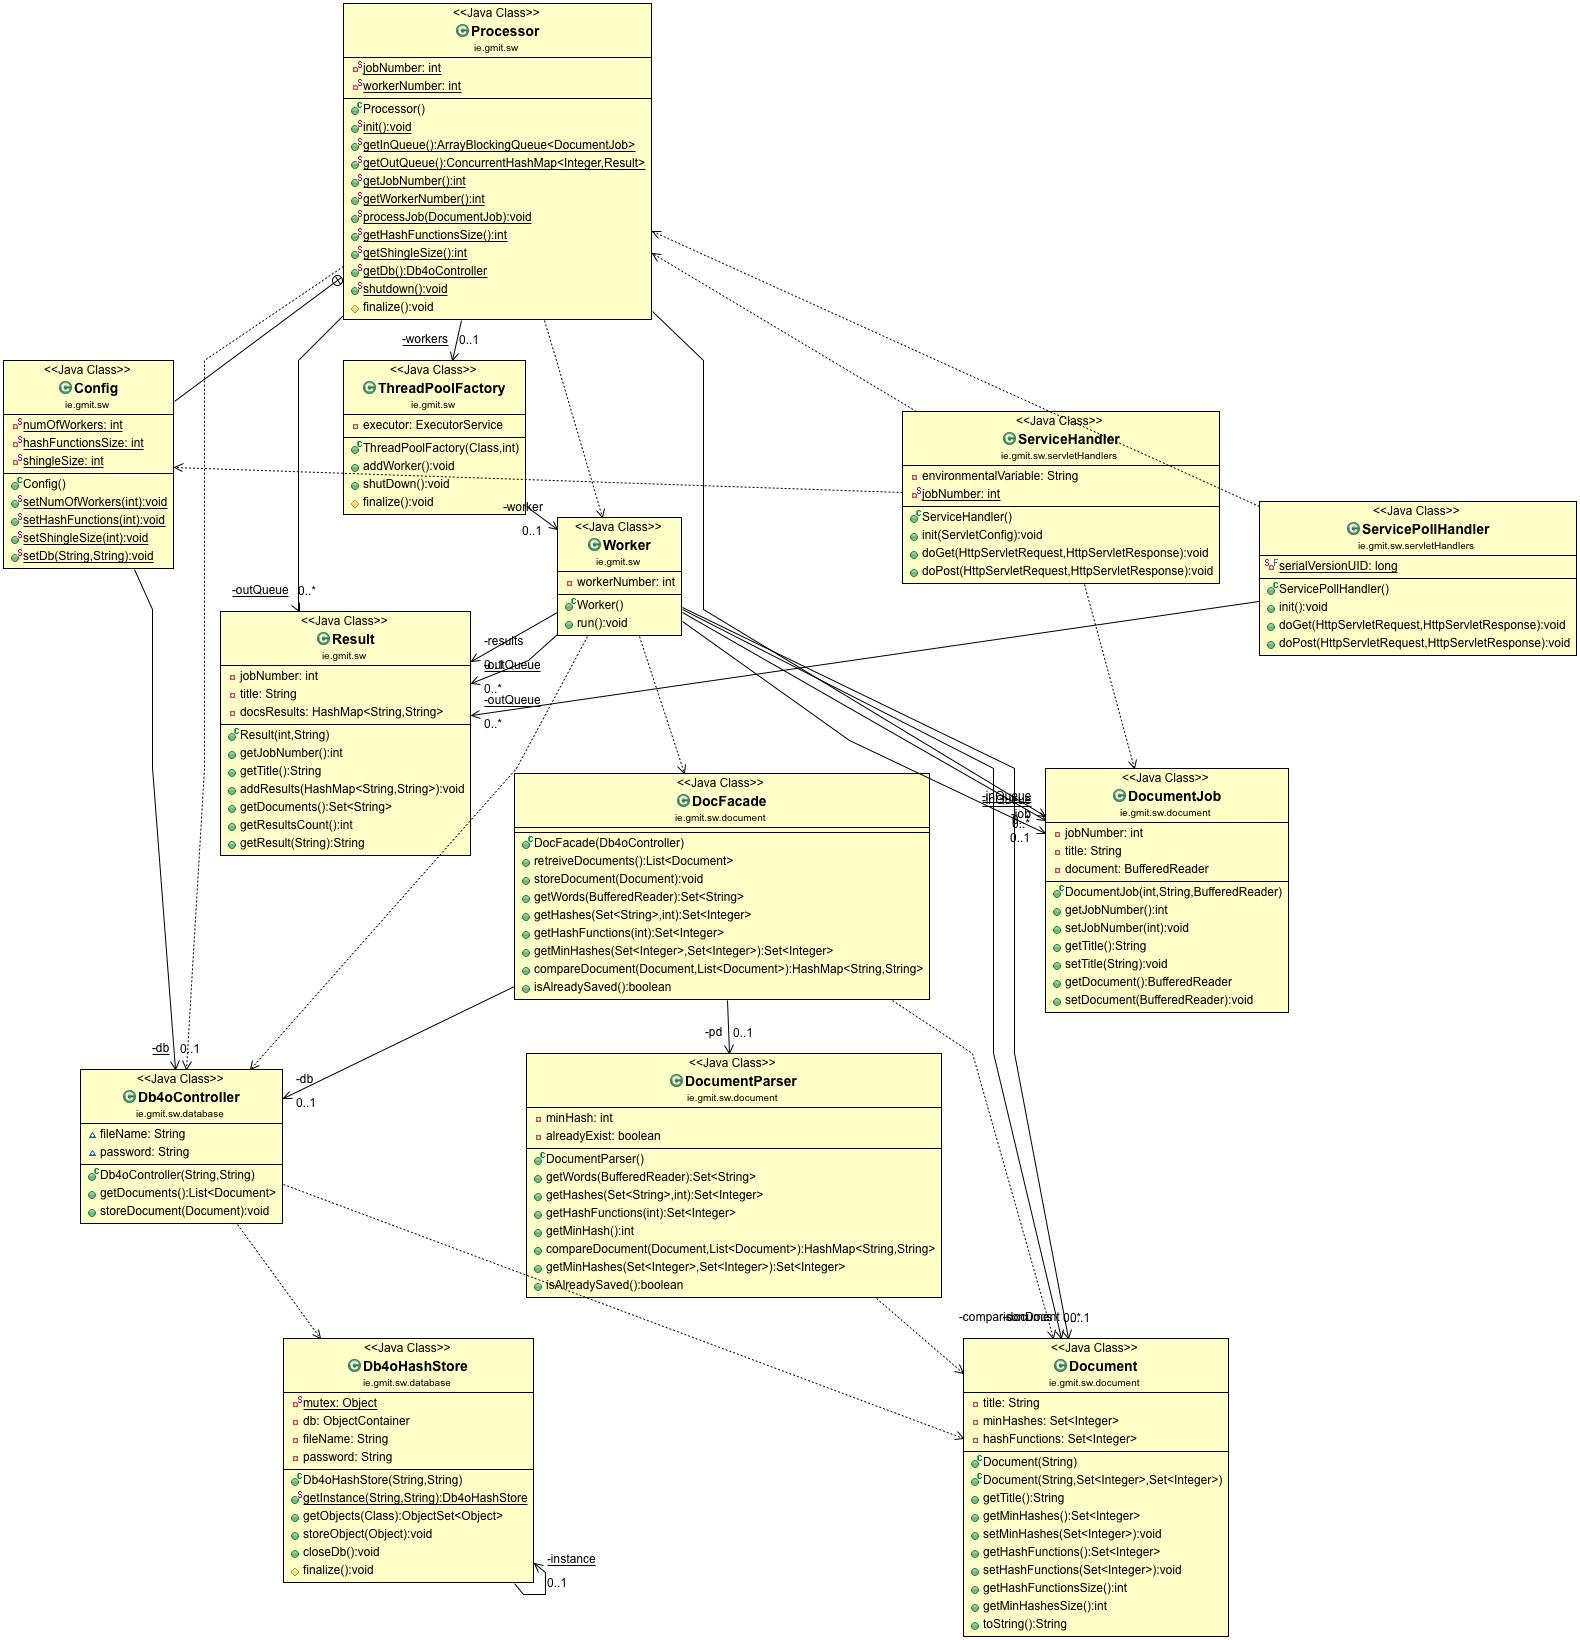 <<Java Class>>
Processor
ie.gmit.sw
jobNumber: int
workerNumber: int
Processor()
init():void
getInQueue():ArrayBlockingQueue<DocumentJob>
getOutQueue():ConcurrentHashMap<Integer,Result>
getJobNumber():int
getWorkerNumber():int
processJob(DocumentJob):void
getHashFunctionsSize():int
getShingleSize():int
getDb():Db4oController
shutdown():void
finalize():void
-workers 0..1
<<Java Class>>
Config
ie.gmit.sw
numOfWorkers: int
hashFunctionsSize: int
shingleSize: int
Config()
setNumOfWorkers(int):void
setHashFunctions(int):void
setShingleSize(int):void
setDb(String,String):void
<<Java Class>>
ThreadPoolFactory
ie.gmit.sw
executor: ExecutorService
ThreadPoolFactory(Class,int)
addWorker():void
shutDown():void
finalize():void
-worker
0..1
<<Java Class>>
ServiceHandler
ie.gmit.sw.servletHandlers
environmentalVariable: String
jobNumber: int
ServiceHandler()
init(ServletConfig):void
doGet(HttpServletRequest,HttpServletResponse):void
doPost(HttpServletRequest,HttpServletResponse):void
<<Java Class>>
ServicePollHandler
ie.gmit.sw.servletHandlers
serialVersionUID: long
ServicePollHandler()
init():void
doGet(HttpServletRequest,HttpServletResponse):void
doPost(HttpServletRequest,HttpServletResponse):void
<<Java Class>>
Worker
ie.gmit.sw
workerNumber: int
Worker()
run():void
-outQueue 0..*
<<Java Class>>
Result
ie.gmit.sw
jobNumber: int
title: String
docsResults: HashMap<String,String>
Result(int,String)
getJobNumber():int
getTitle():String
addResults(HashMap<String,String>):void
getDocuments():Set<String>
getResultsCount():int
getResult(String):String
-results
-outQueue
0..*
-outQueue
0..*
<<Java Class>>
DocFacade
ie.gmit.sw.document
DocFacade(Db4oController)
retreiveDocuments():List<Document>
storeDocument(Document):void
getWords(BufferedReader):Set<String>
getHashes(Set<String>,int):Set<Integer>
getHashFunctions(int):Set<Integer>
getMinHashes(Set<Integer>,Set<Integer>):Set<Integer>
compareDocument(Document,List<Document>):HashMap<String,String>
isAlreadySaved():boolean
-inQueue
-job
0..*
0..1
<<Java Class>>
DocumentJob
ie.gmit.sw.document
jobNumber: int
title: String
document: BufferedReader
DocumentJob(int,String,BufferedReader)
getJobNumber():int
setJobNumber(int):void
getTitle():String
setTitle(String):void
getDocument():BufferedReader
setDocument(BufferedReader):void
-db 0..1
-db
0..1
-pd 0..1
<<Java Class>>
Db4oController
ie.gmit.sw.database
fileName: String
password: String
Db4oController(String,String)
getDocuments():List<Document>
storeDocument(Document):void
<<Java Class>>
DocumentParser
ie.gmit.sw.document
minHash: int
alreadyExist: boolean
DocumentParser()
getWords(BufferedReader):Set<String>
getHashes(Set<String>,int):Set<Integer>
getHashFunctions(int):Set<Integer>
getMinHash():int
compareDocument(Document,List<Document>):HashMap<String,String>
getMinHashes(Set<Integer>,Set<Integer>):Set<Integer>
isAlreadySaved():boolean
<<Java Class>>
Db4oHashStore
ie.gmit.sw.database
mutex: Object
db: ObjectContainer
fileName: String
password: String
Db4oHashStore(String,String)
getInstance(String,String):Db4oHashStore
getObjects(Class):ObjectSet<Object>
storeObject(Object):void
closeDb():void
finalize():void
-instance
0..1
<<Java Class>>
Document
ie.gmit.sw.document
title: String
minHashes: Set<Integer>
hashFunctions: Set<Integer>
Document(String)
Document(String,Set<Integer>,Set<Integer>)
getTitle():String
getMinHashes():Set<Integer>
setMinHashes(Set<Integer>):void
getHashFunctions():Set<Integer>
setHashFunctions(Set<Integer>):void
getHashFunctionsSize():int
getMinHashesSize():int
toString():String